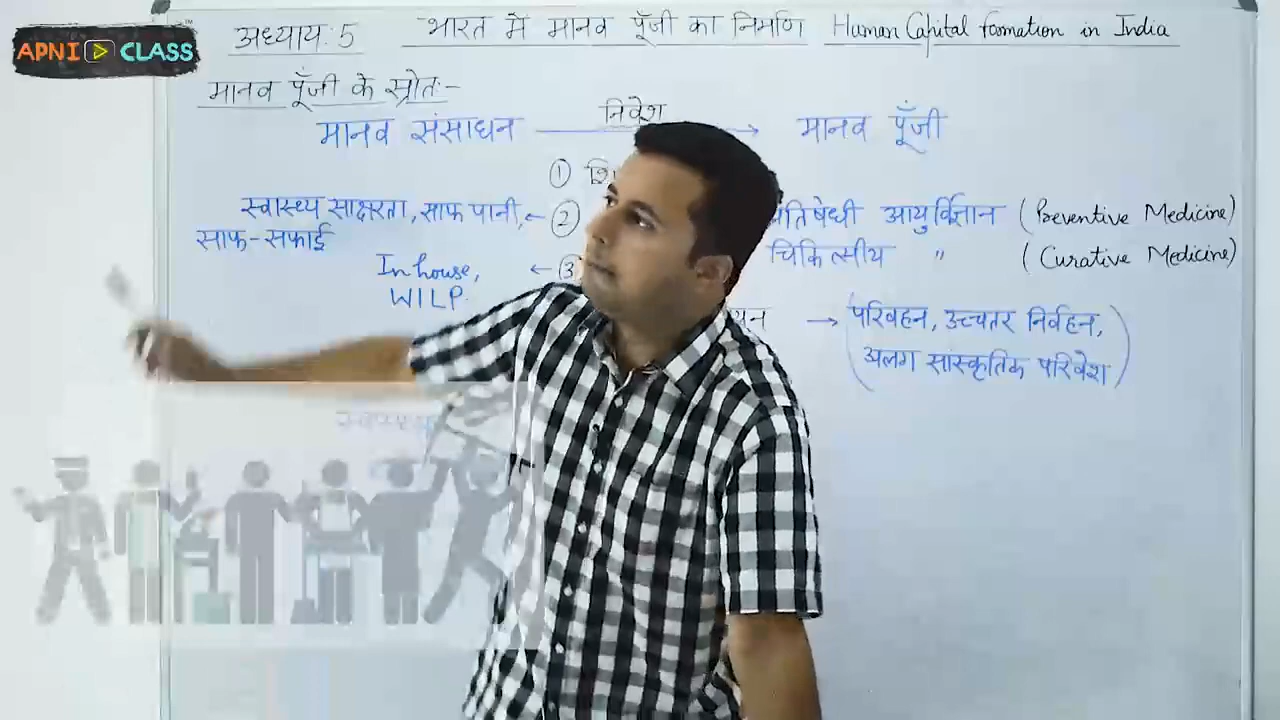 APNI CLASS
अध्याय: 5 भारत में मानव पूँजी का निर्माण Human Capital formation in India
मानव पूँजी के स्रोत:-
मानव संसाधन निवेश मानव पूँजी
① 
स्वास्थ्य साक्षरता, साफ पानी, ← ② आयुर्विज्ञान (Preventive Medicine)
साफ-सफाई चिकित्सीय " (Curative Medicine)
In house, ← ③
WILP.
→ (परिवहन, उच्चतर निर्वहन,
अलग सांस्कृतिक परिवेश)